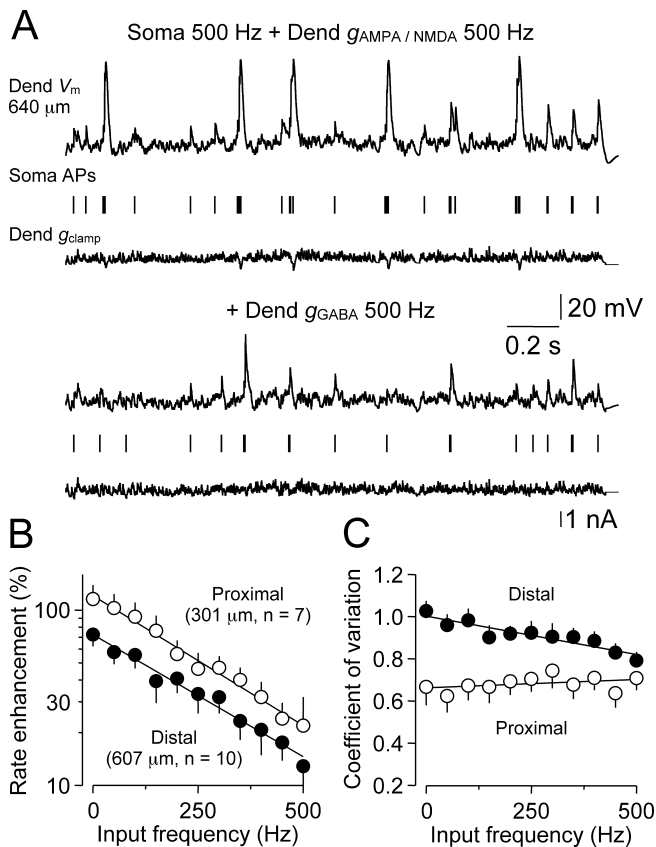 A
Soma 500 Hz + Dend gAMPA / NMDA 500 Hz
Dend Vm
640 μm
Soma APs
Dend gclamp
+ Dend gGABA 500 Hz
20 mV
0.2 s
1 nA
B
Rate enhancement (%)
100
30
10
Proximal
(301 μm, n = 7)
Distal
(607 μm, n = 10)
0
250
500
Input frequency (Hz)
C
Coefficient of variation
1.2
1.0
0.8
0.6
0.4
0.2
Distal
Proximal
0
250
500
Input frequency (Hz)